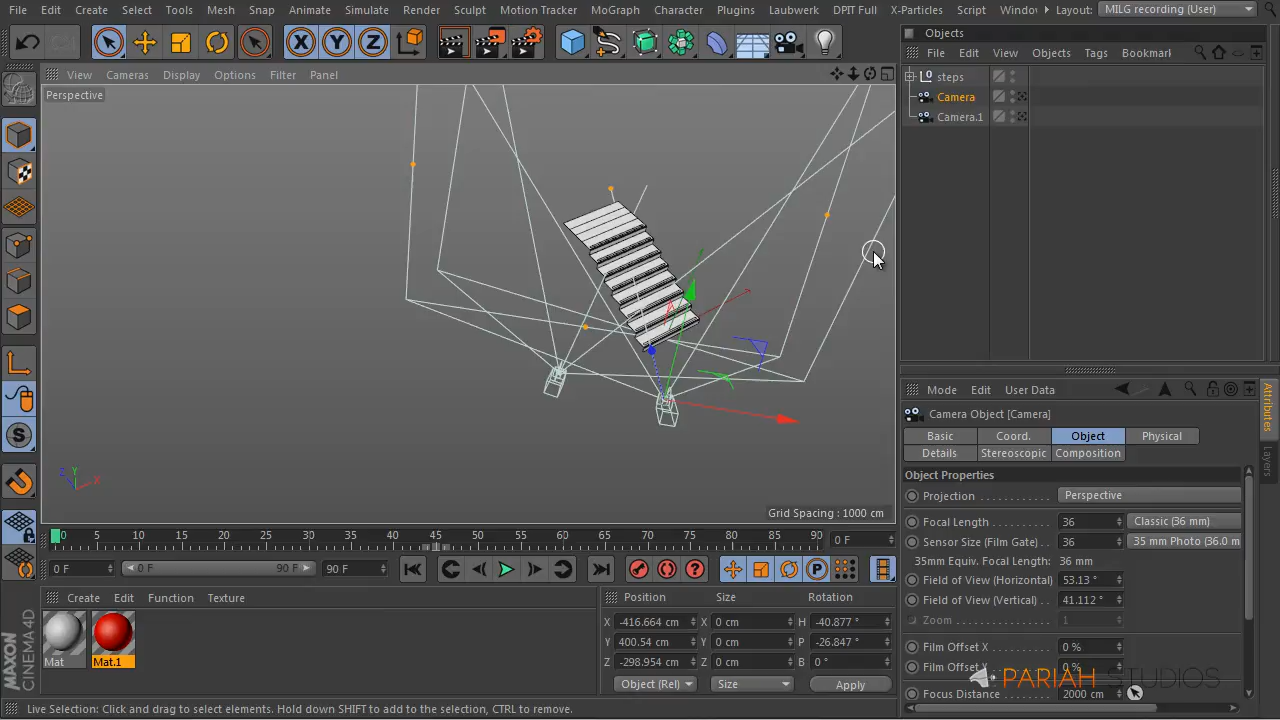 File Edit Create Select Tools Mesh Snap Animate Simulate Render Sculpt Motion Tracker MoGraph Character Plugins Laubwerk DPIT Full X-Particles Script Windo Layout: MILG recording (User)
X Y Z
Objects
File Edit View Objects Tags Bookmarl
View Cameras Display Options Filter Panel
Perspective
steps
Camera
Camera.1
Grid Spacing : 1000 cm
Z Y X
Mode Edit User Data
Camera Object [Camera]
Basic Coord. Object Physical
Details Stereoscopic Composition
Attributes
Layers
Object Properties
Projection Perspective
Focal Length 36 Classic (36 mm)
Sensor Size (Film Gate) 36 35 mm Photo (36.0 m
35mm Equiv. Focal Length: 36 mm
Field of View (Horizontal) 53.13 °
Field of View (Vertical) 41.112 °
Zoom 1
Film Offset X 0 %
Film Offset Y 0 %
Focus Distance 2000 cm
PARIAH STUDIOS
0 5 10 15 20 25 30 35 40 45 50 55 60 65 70 75 80 85 90 0 F
0 F 0 F 90 F 90 F
Create Edit Function Texture
Mat Mat.1
Position Size Rotation
X -416.664 cm X 0 cm H -40.877 °
Y 400.54 cm Y 0 cm P -26.847 °
Z -298.954 cm Z 0 cm B 0 °
Object (Rel) Size Apply
MAXON CINEMA 4D
Live Selection: Click and drag to select elements. Hold down SHIFT to add to the selection, CTRL to remove.